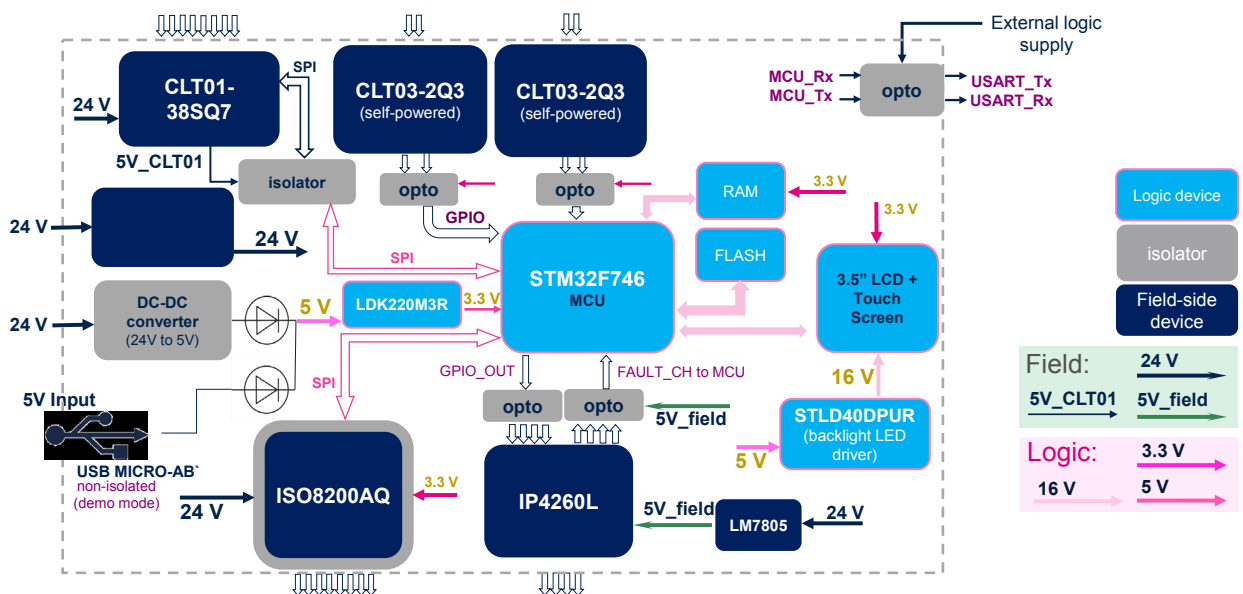 External logic
supply
CLT01-
38SQ7
SPI
CLT03-2Q3
(self-powered)
CLT03-2Q3
(self-powered)
MCU_Rx
MCU_Tx
opto
USART_Tx
USART_Rx
24 V
5V_CLT01
isolator
opto
opto
RAM
3.3 V
3.3 V
Logic device
GPIO
24 V
24 V
SPI
STM32F746
MCU
FLASH
3.5” LCD +
Touch
Screen
isolator
DC-DC
converter
(24V to 5V)
24 V
5 V
LDK220M3R
3.3 V
Field-side
device
SPI
GPIO_OUT
FAULT_CH to MCU
16 V
Field:
24 V
5V_CLT01
5V_field
5V Input
opto
opto
5V_field
STLD40DPUR
(backlight LED
driver)
5 V
USB MICRO-AB`
non-isolated
(demo mode)
24 V
ISO8200AQ
3.3 V
IP4260L
5V_field
LM7805
24 V
Logic:
3.3 V
16 V
5 V